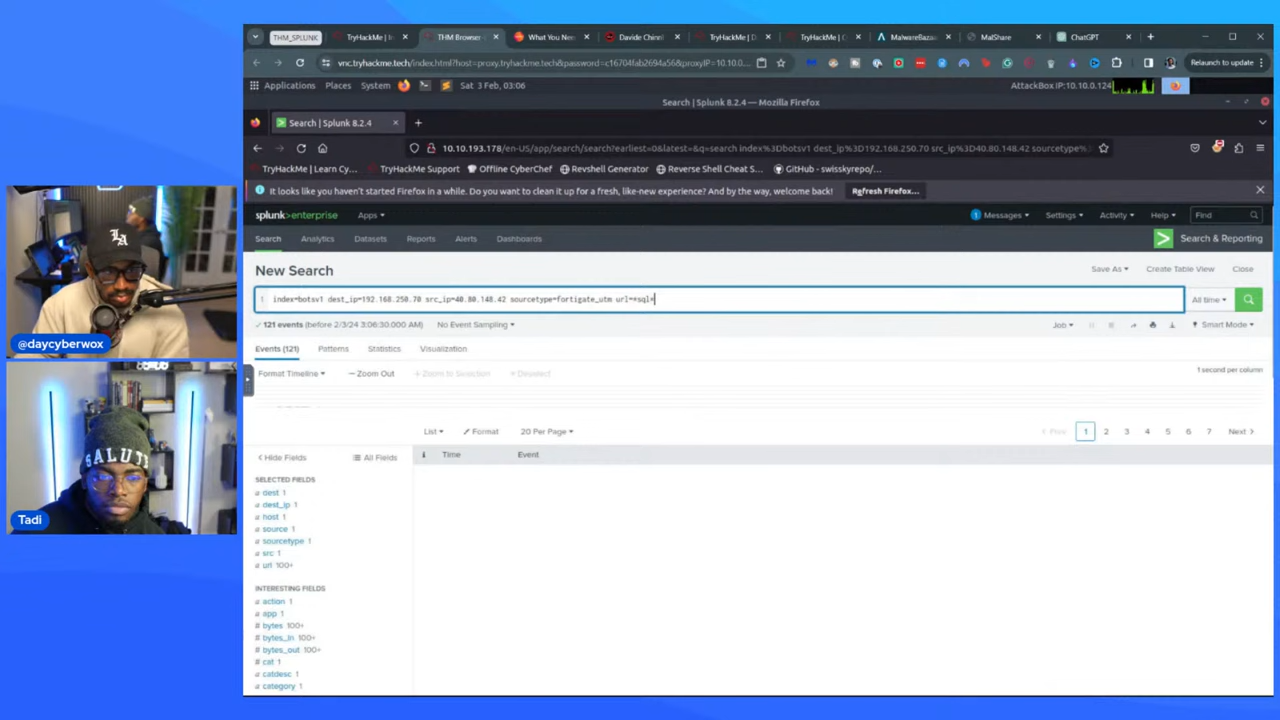 THM_SPLUNK
TryHackMe | I
THM Browser -
What You Nee
Davide Chinnl
TryHackMe | D
TryHackMe | C
MalwareBazaa
MalShare
ChatGPT
vnc.tryhackme.tech/index.html?host=proxy.tryhackme.tech&password=c16704fab2694a56&proxyIP=10.10.0...
Relaunch to update
Applications Places System Sat 3 Feb, 03:06 AttackBox IP:10.10.0.124
Search | Splunk 8.2.4 — Mozilla Firefox
Search | Splunk 8.2.4
10.10.193.178/en-US/app/search/search?earliest=0&latest=&q=search index%3Dbotsv1 dest_ip%3D192.168.250.70 src_ip%3D40.80.148.42 sourcetype%
TryHackMe | Learn Cy...
TryHackMe Support
Offline CyberChef
Revshell Generator
Reverse Shell Cheat S...
GitHub - swisskyrepo/...
It looks like you haven't started Firefox in a while. Do you want to clean it up for a fresh, like-new experience? And by the way, welcome back!
Refresh Firefox...
splunk>enterprise Apps
1 Messages Settings Activity Help Find
Search Analytics Datasets Reports Alerts Dashboards
Search & Reporting
New Search
Save As Create Table View Close
1 index=botsv1 dest_ip=192.168.250.70 src_ip=40.80.148.42 sourcetype=fortigate_utm url=*sql*
All time
121 events (before 2/3/24 3:06:30.000 AM) No Event Sampling
Job Smart Mode
Events (121) Patterns Statistics Visualization
Format Timeline — Zoom Out + Zoom to Selection × Deselect
1 second per column
List Format 20 Per Page
< Prev 1 2 3 4 5 6 7 Next >
< Hide Fields All Fields
i Time Event
SELECTED FIELDS
a dest 1
a dest_ip 1
a host 1
a source 1
a sourcetype 1
a src 1
a url 100+
INTERESTING FIELDS
a action 1
a app 1
# bytes 100+
# bytes_in 100+
# bytes_out 100+
# cat 1
a catdesc 1
a category 1
LA
@daycyberwox
SALUTE
Tadi